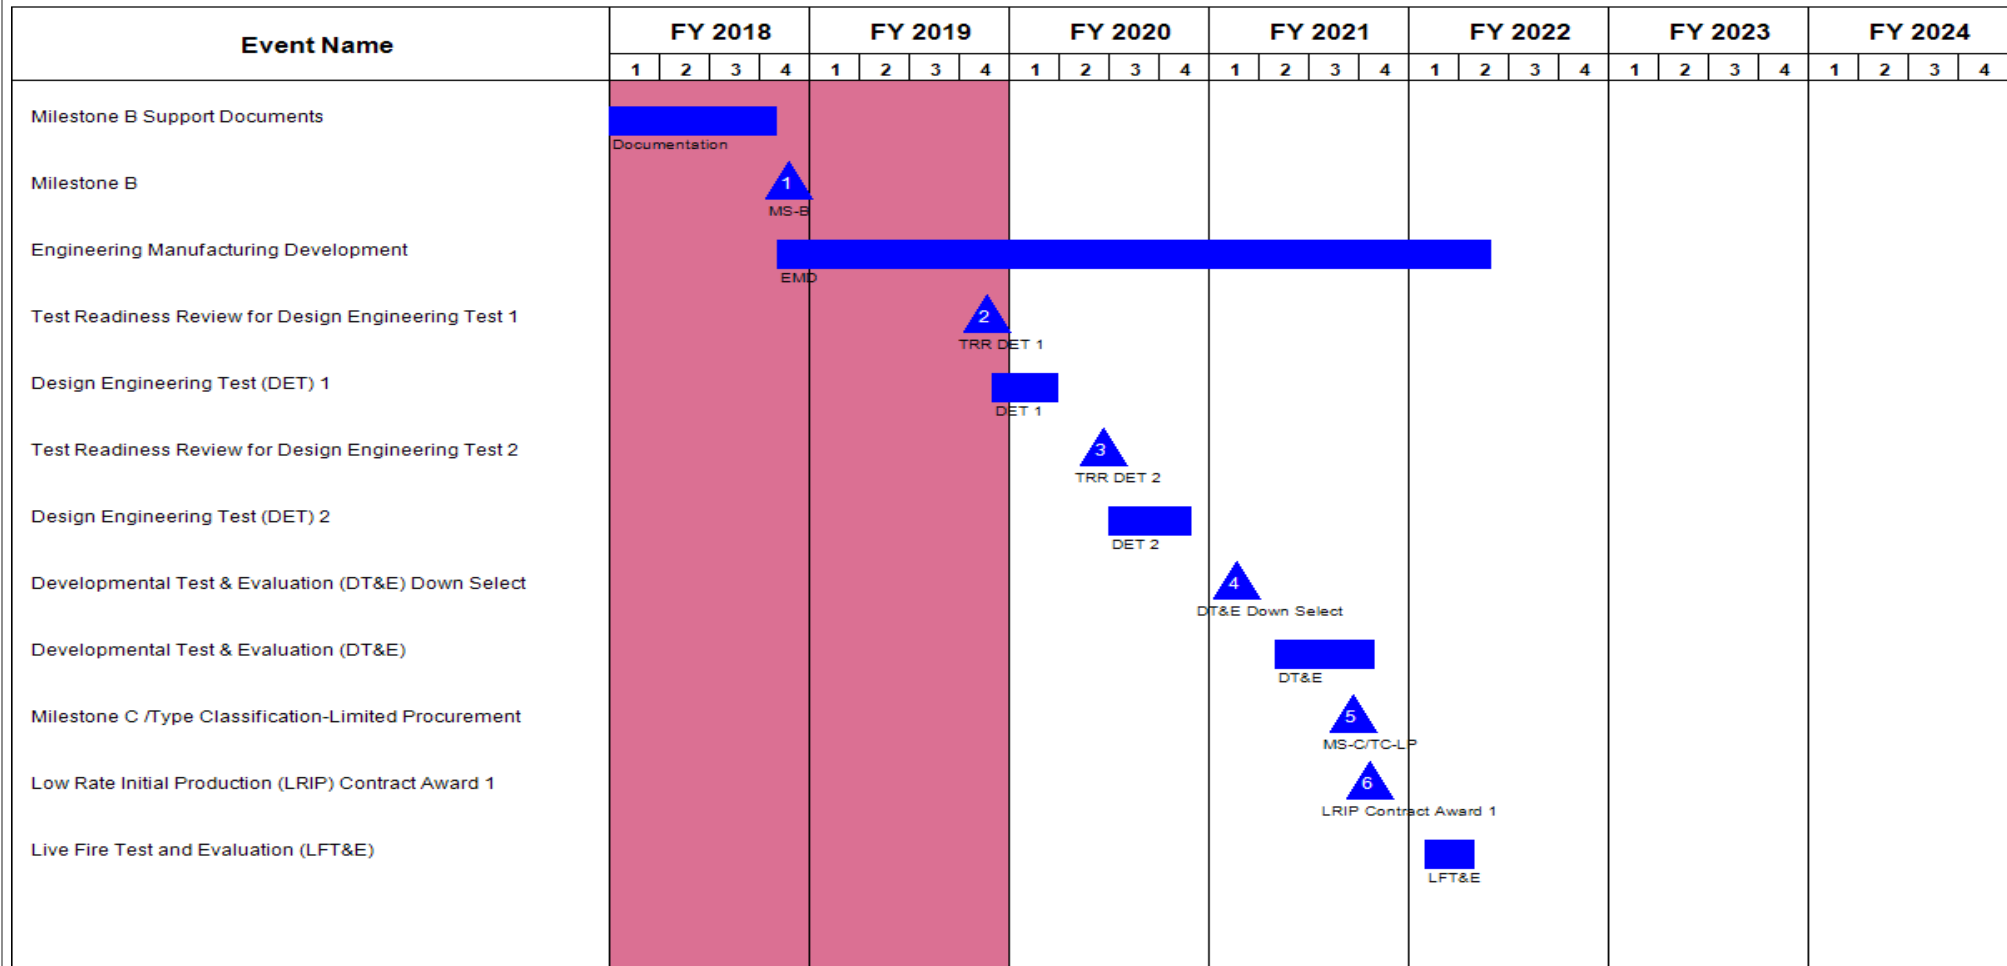 Event Name
FY 2018 FY 2019 FY 2020 FY 2021 FY 2022 FY 2023 FY 2024
1 2 3 4 1 2 3 4 1 2 3 4 1 2 3 4 1 2 3 4 1 2 3 4 1 2 3 4
Milestone B Support Documents
Documentation
Milestone B
1
MS-B
Engineering Manufacturing Development
EMD
Test Readiness Review for Design Engineering Test 1
2
TRR DET 1
Design Engineering Test (DET) 1
DET 1
Test Readiness Review for Design Engineering Test 2
3
TRR DET 2
Design Engineering Test (DET) 2
DET 2
Developmental Test & Evaluation (DT&E) Down Select
4
DT&E Down Select
Developmental Test & Evaluation (DT&E)
DT&E
Milestone C /Type Classification-Limited Procurement
5
MS-C/TC-LP
Low Rate Initial Production (LRIP) Contract Award 1
6
LRIP Contract Award 1
Live Fire Test and Evaluation (LFT&E)
LFT&E